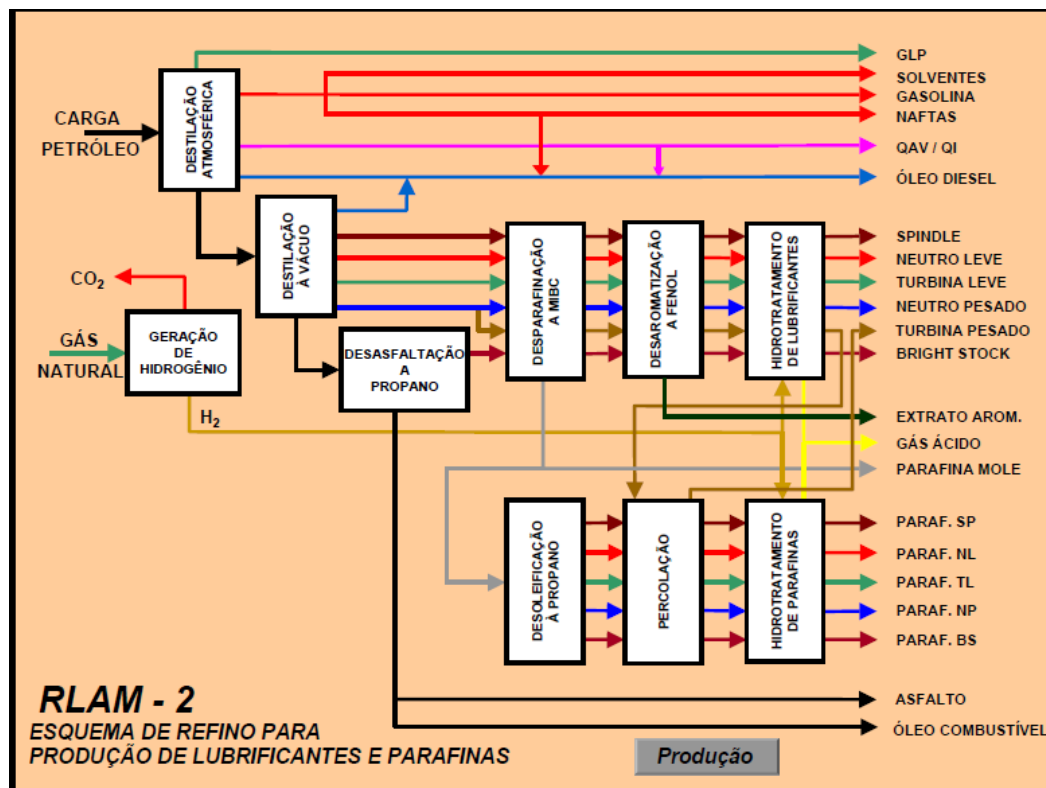 GLP
SOLVENTES
GASOLINA
NAFTAS
QAV / QI
ÓLEO DIESEL
CARGA
PETRÓLEO
DESTILAÇÃO
ATMOSFÉRICA
DESTILAÇÃO
À VÁCUO
DESPARAFINAÇÃO
A MIBC
DESAROMATIZAÇÃO
A FENOL
HIDROTRATAMENTO
DE LUBRIFICANTES
SPINDLE
NEUTRO LEVE
TURBINA LEVE
NEUTRO PESADO
TURBINA PESADO
BRIGHT STOCK
CO2
GÁS
NATURAL
GERAÇÃO
DE
HIDROGÊNIO
H2
DESASFALTAÇÃO
A
PROPANO
EXTRATO AROM.
GÁS ÁCIDO
PARAFINA MOLE
DESOLEIFICAÇÃO
À PROPANO
PERCOLAÇÃO
HIDROTRATAMENTO
DE PARAFINAS
PARAF. SP
PARAF. NL
PARAF. TL
PARAF. NP
PARAF. BS
ASFALTO
ÓLEO COMBUSTÍVEL
RLAM - 2
ESQUEMA DE REFINO PARA
PRODUÇÃO DE LUBRIFICANTES E PARAFINAS
Produção